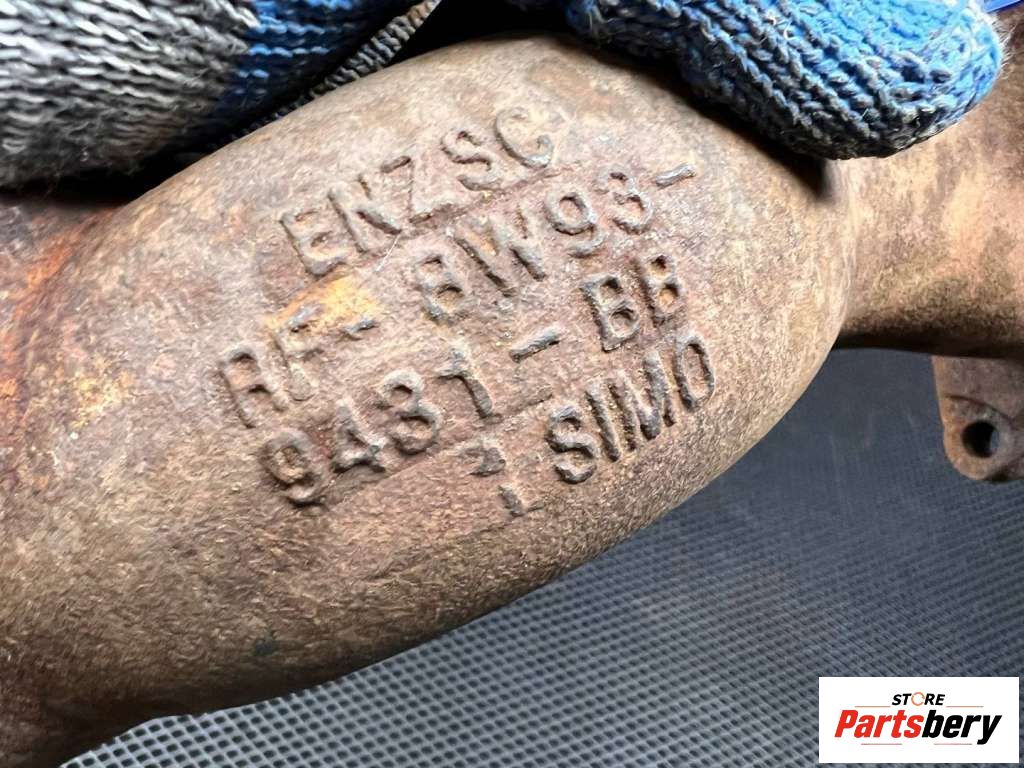 ENZSC
RF-8W93-
9431-BB
SIMO
STORE
Partsbery